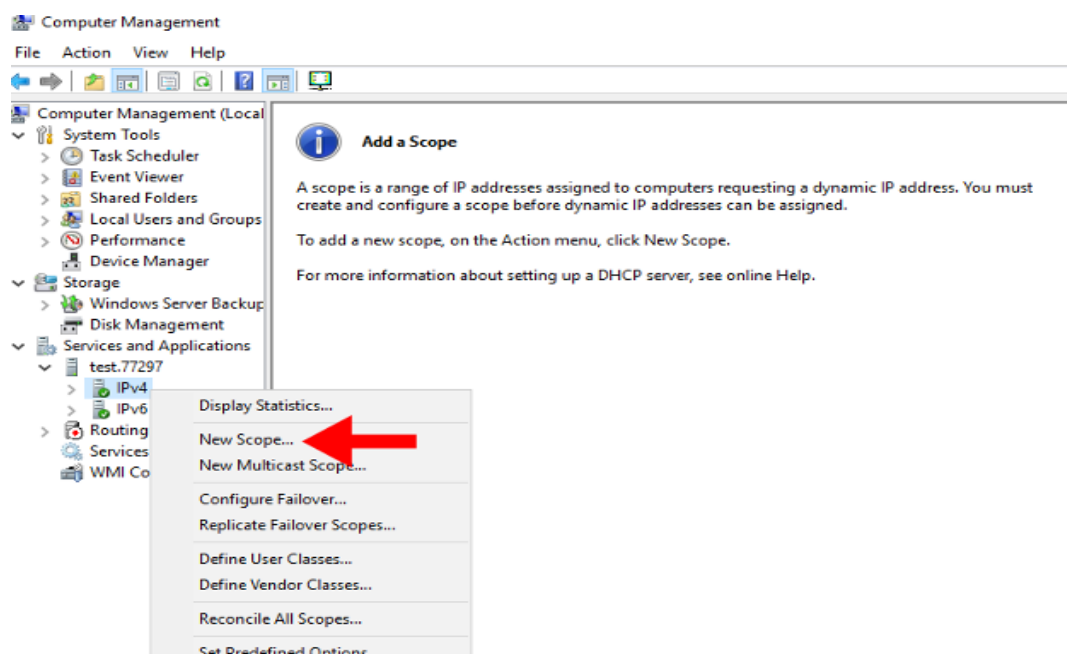 Computer Management
File Action View Help
Computer Management (Local
System Tools
Task Scheduler
Event Viewer
Shared Folders
Local Users and Groups
Performance
Device Manager
Storage
Windows Server Backup
Disk Management
Services and Applications
test.77297
IPv4
IPv6
Routing
Services
WMI Co
Add a Scope
A scope is a range of IP addresses assigned to computers requesting a dynamic IP address. You must
create and configure a scope before dynamic IP addresses can be assigned.
To add a new scope, on the Action menu, click New Scope.
For more information about setting up a DHCP server, see online Help.
Display Statistics...
New Scope...
New Multicast Scope...
Configure Failover...
Replicate Failover Scopes...
Define User Classes...
Define Vendor Classes...
Reconcile All Scopes...
Set Predefined Options